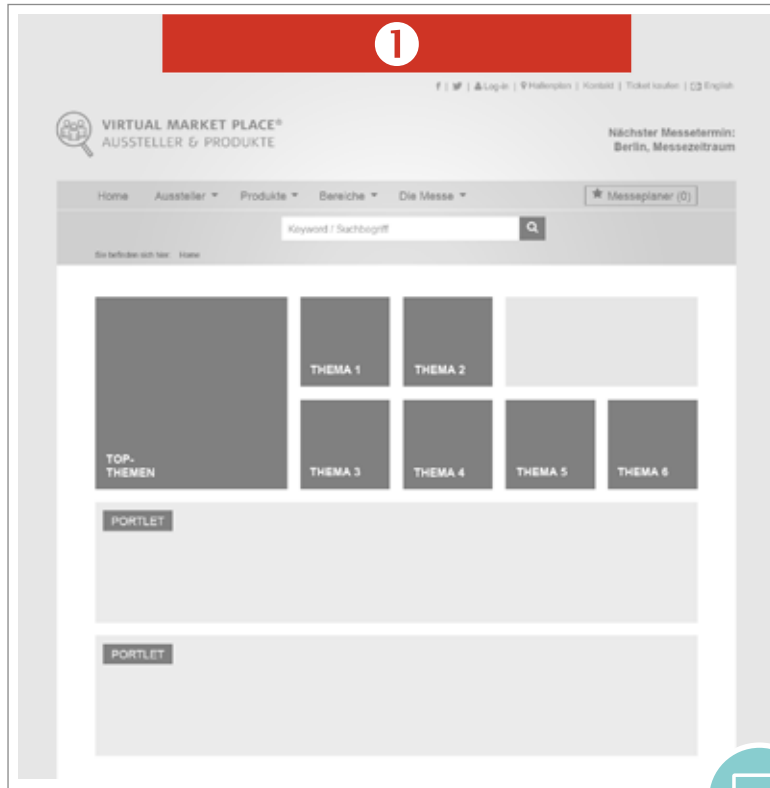 1
f | | Log-in | Hallenplan | Kontakt | Ticket kaufen | English
VIRTUAL MARKET PLACE®
AUSSTELLER & PRODUKTE
Nächster Messetermin:
Berlin, Messezeitraum
Home Aussteller Produkte Bereiche Die Messe Messeplaner (0)
Keyword / Suchbegriff
Sie befinden sich hier: Home
THEMA 1 THEMA 2
TOP-
THEMEN THEMA 3 THEMA 4 THEMA 5 THEMA 6
PORTLET
PORTLET